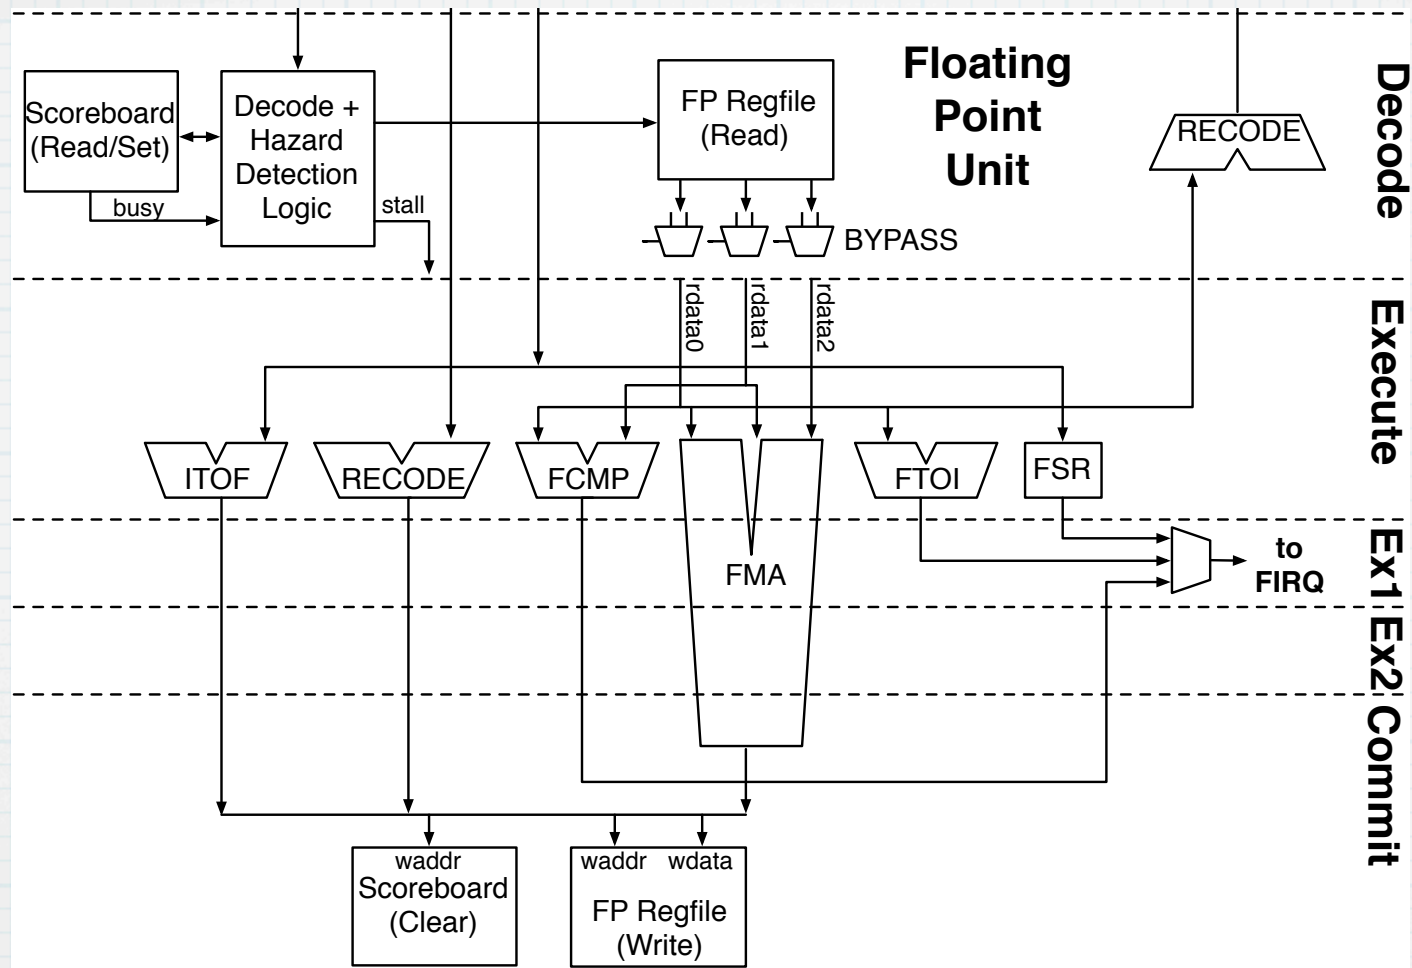 Floating
Point
Unit
Decode
Scoreboard
(Read/Set)
Decode +
Hazard
Detection
Logic
FP Regfile
(Read)
RECODE
busy
stall
BYPASS
rdata0
rdata1
rdata2
Execute
ITOF
RECODE
FCMP
FMA
FTOI
FSR
Ex1
to
FIRQ
Ex2
Commit
waddr
Scoreboard
(Clear)
waddr wdata
FP Regfile
(Write)